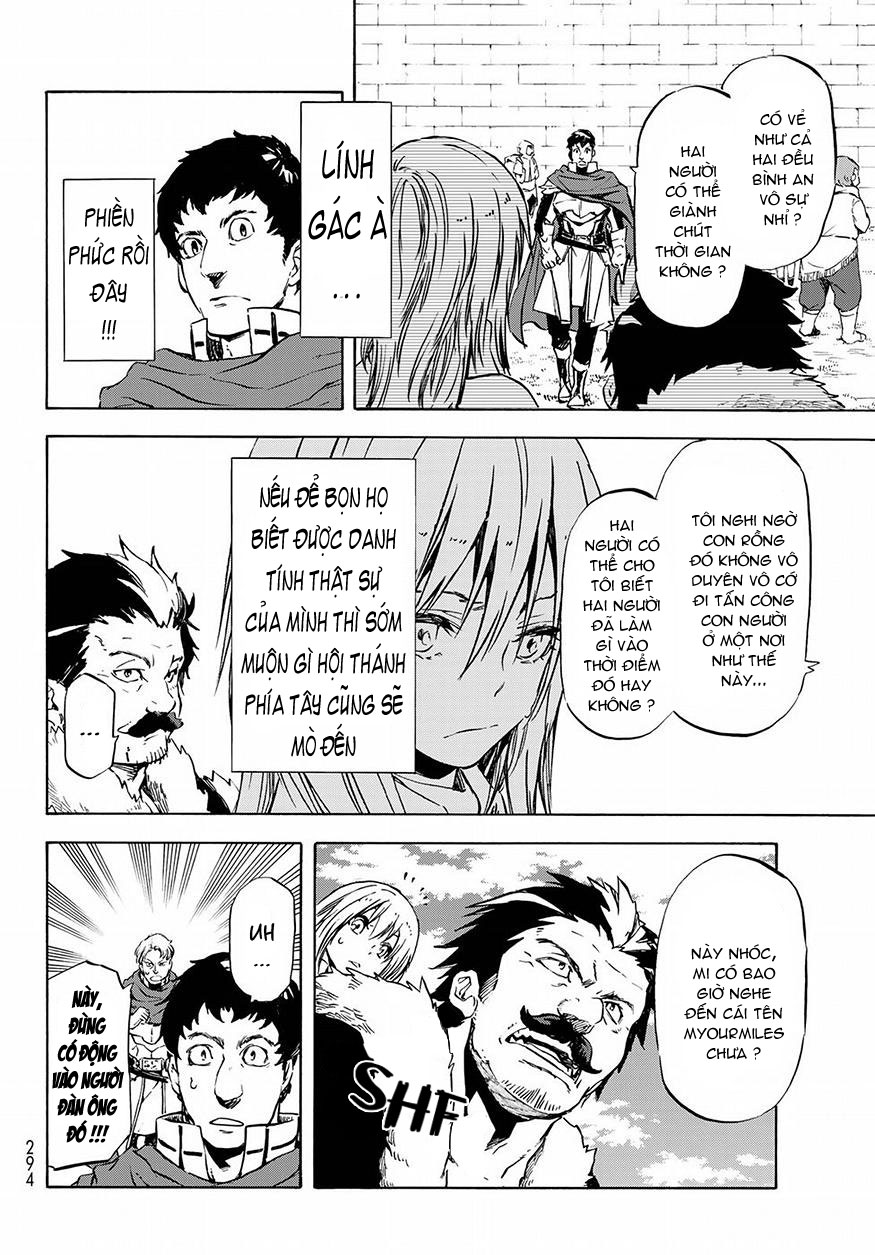 CÓ VẺ
NHƯ CẢ
HAI ĐỀU
BÌNH AN
VÔ SỰ
NHỈ ?
HAI
NGƯỜI
CÓ THỂ
GIÀNH
CHÚT
THỜI GIAN
KHÔNG ?
LÍNH
GÁC À
...
PHIỀN
PHỨC RỒI
ĐÂY
!!!
TÔI NGHI NGỜ
CON RỒNG
ĐÓ KHÔNG VÔ
DUYÊN VÔ CỚ
ĐI TẤN CÔNG
CON NGƯỜI
Ở MỘT NƠI
NHƯ THẾ
NÀY...
HAI
NGƯỜI CÓ
THỂ CHO
TÔI BIẾT
HAI NGƯỜI
ĐÃ LÀM
GÌ VÀO
THỜI ĐIỂM
ĐÓ HAY
KHÔNG ?
NẾU ĐỂ BỌN HỌ
BIẾT ĐƯỢC DANH
TÍNH THẬT SỰ
CỦA MÌNH THÌ SỚM
MUỘN GÌ HỘI THÁNH
PHÍA TÂY CŨNG SẼ
MÒ ĐẾN
...
NÀY NHÓC,
MI CÓ BAO
GIỜ NGHE
ĐẾN CÁI TÊN
MYOURMILES
CHƯA ?
SHF
UH
...
NÀY,
ĐỪNG
CÓ ĐỘNG
VÀO NGƯỜI
ĐÀN ÔNG
ĐÓ !!!
294